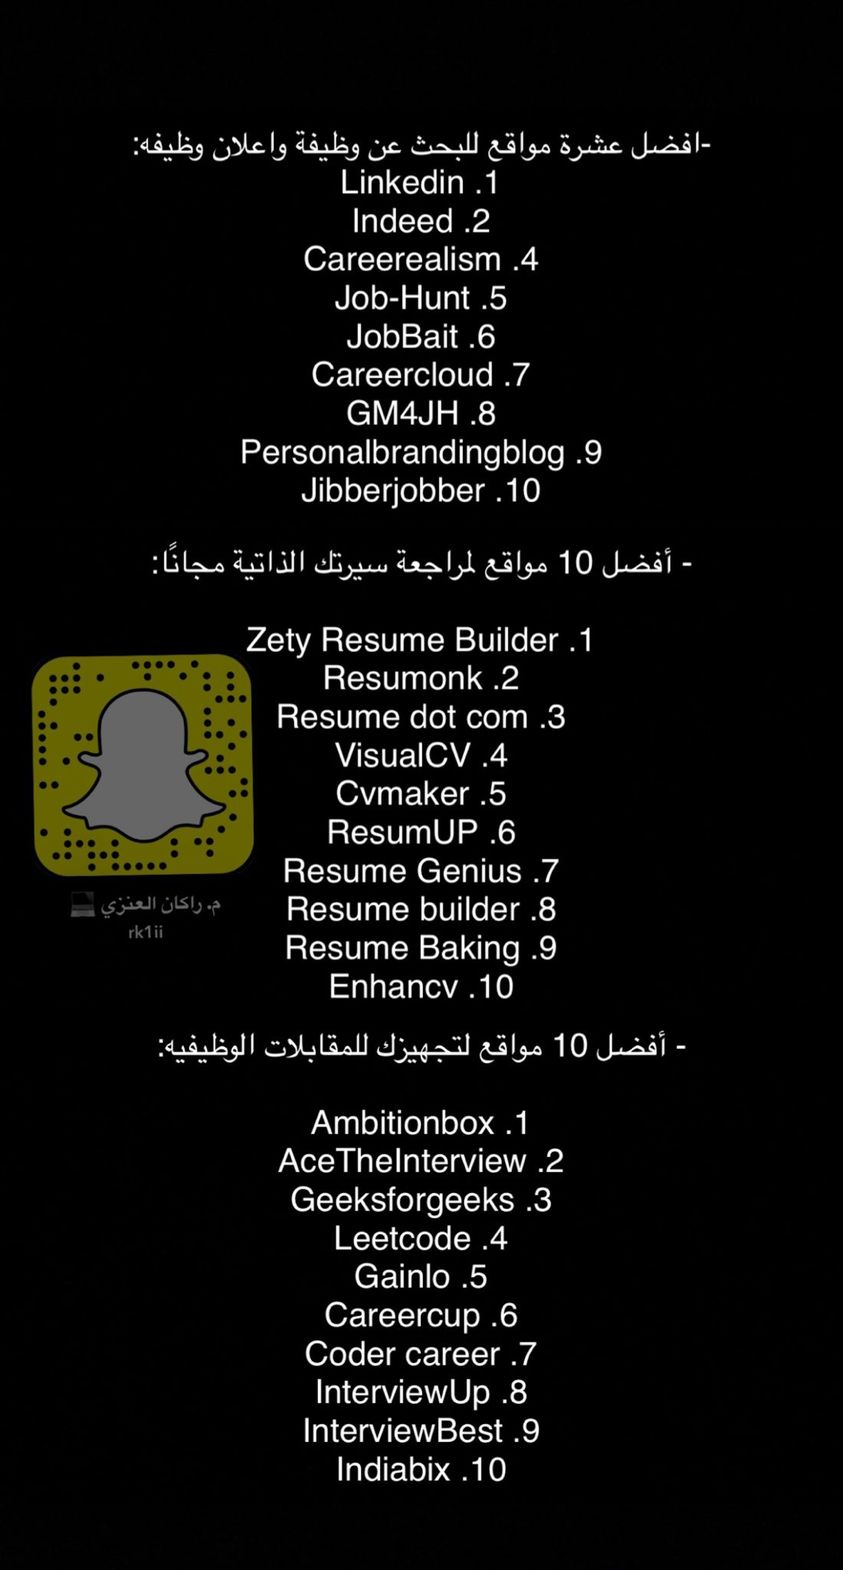 -افضل عشرة مواقع للبحث عن وظيفة واعلان وظيفه:
1. Linkedin
2. Indeed
4. Careerealism
5. Job-Hunt
6. JobBait
7. Careercloud
8. GM4JH
9. Personalbrandingblog
10. Jibberjobber
- أفضل 10 مواقع لمراجعة سيرتك الذاتية مجانًا:
1. Zety Resume Builder
2. Resumonk
3. Resume dot com
4. VisualCV
5. Cvmaker
6. ResumUP
7. Resume Genius
8. Resume builder
9. Resume Baking
10. Enhancv
م. راكان العنزي
rk1ii
- أفضل 10 مواقع لتجهيزك للمقابلات الوظيفيه:
1. Ambitionbox
2. AceTheInterview
3. Geeksforgeeks
4. Leetcode
5. Gainlo
6. Careercup
7. Coder career
8. InterviewUp
9. InterviewBest
10. Indiabix